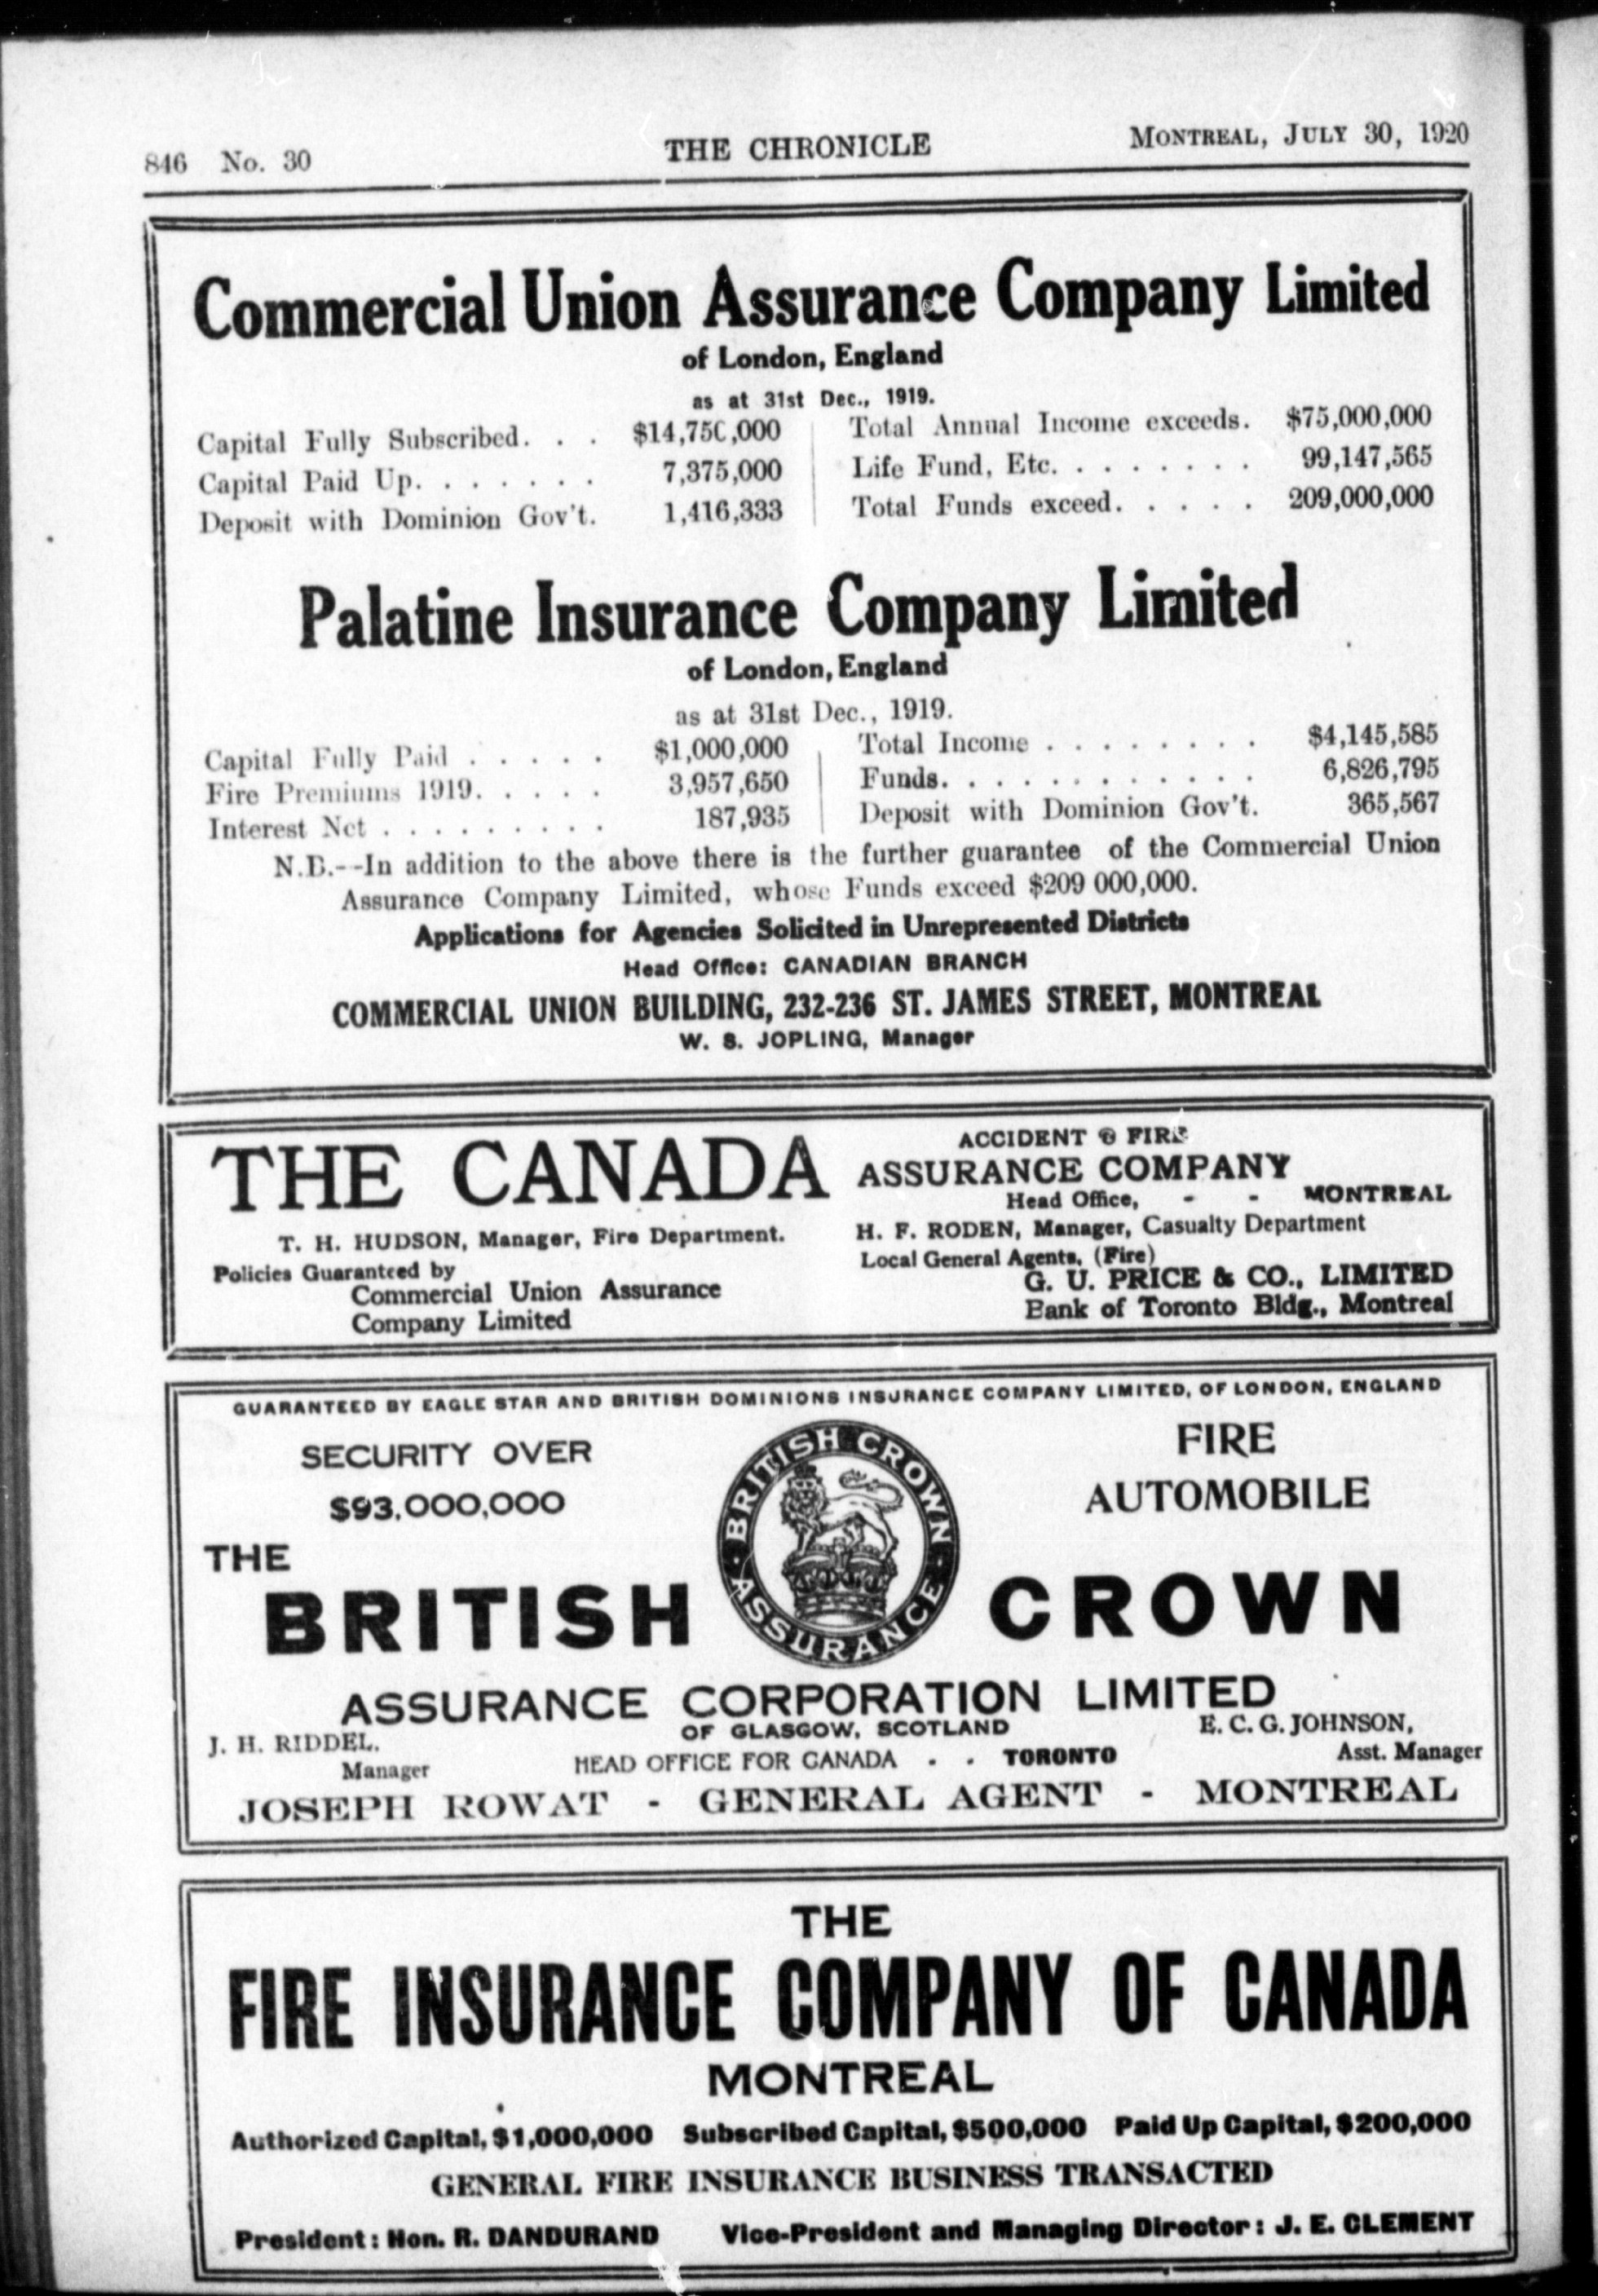 846 No. 30 THE CHRONICLE MONTREAL, JULY 30, 1920
Commercial Union Assurance Company Limited
of London, England
as at 31st Dec., 1919.
Capital Fully Subscribed. . . $14,750,000 Total Annual Income exceeds. $75,000,000
Capital Paid Up. . . . . . . 7,375,000 Life Fund, Etc. . . . . . . . 99,147,565
Deposit with Dominion Gov't. 1,416,333 Total Funds exceed. . . . . . 209,000,000
Palatine Insurance Company Limited
of London, England
as at 31st Dec., 1919.
Capital Fully Paid . . . . . $1,000,000 Total Income . . . . . . . . $4,145,585
Fire Premiums 1919. . . . . 3,957,650 Funds. . . . . . . . . . . . 6,826,795
Interest Net . . . . . . . . . 187,935 Deposit with Dominion Gov't. 365,567
N.B.--In addition to the above there is the further guarantee of the Commercial Union
Assurance Company Limited, whose Funds exceed $209 000,000.
Applications for Agencies Solicited in Unrepresented Districts
Head Office: CANADIAN BRANCH
COMMERCIAL UNION BUILDING, 232-236 ST. JAMES STREET, MONTREAL
W. S. JOPLING, Manager
THE CANADA
ACCIDENT & FIRE
ASSURANCE COMPANY
Head Office, - - MONTREAL
T. H. HUDSON, Manager, Fire Department.
H. F. RODEN, Manager, Casualty Department
Policies Guaranteed by
Commercial Union Assurance
Company Limited
Local General Agents, (Fire)
G. U. PRICE & CO., LIMITED
Bank of Toronto Bldg., Montreal
GUARANTEED BY EAGLE STAR AND BRITISH DOMINIONS INSURANCE COMPANY LIMITED, OF LONDON, ENGLAND
SECURITY OVER
$93,000,000
BRITISH CROWN ASSURANCE
FIRE
AUTOMOBILE
THE
BRITISH CROWN
ASSURANCE CORPORATION LIMITED
OF GLASGOW, SCOTLAND
J. H. RIDDEL.
Manager
E. C. G. JOHNSON,
Asst. Manager
HEAD OFFICE FOR CANADA - - TORONTO
JOSEPH ROWAT - GENERAL AGENT - MONTREAL
THE
FIRE INSURANCE COMPANY OF CANADA
MONTREAL
Authorized Capital, $1,000,000 Subscribed Capital, $500,000 Paid Up Capital, $200,000
GENERAL FIRE INSURANCE BUSINESS TRANSACTED
President: Hon. R. DANDURAND Vice-President and Managing Director: J. E. CLEMENT